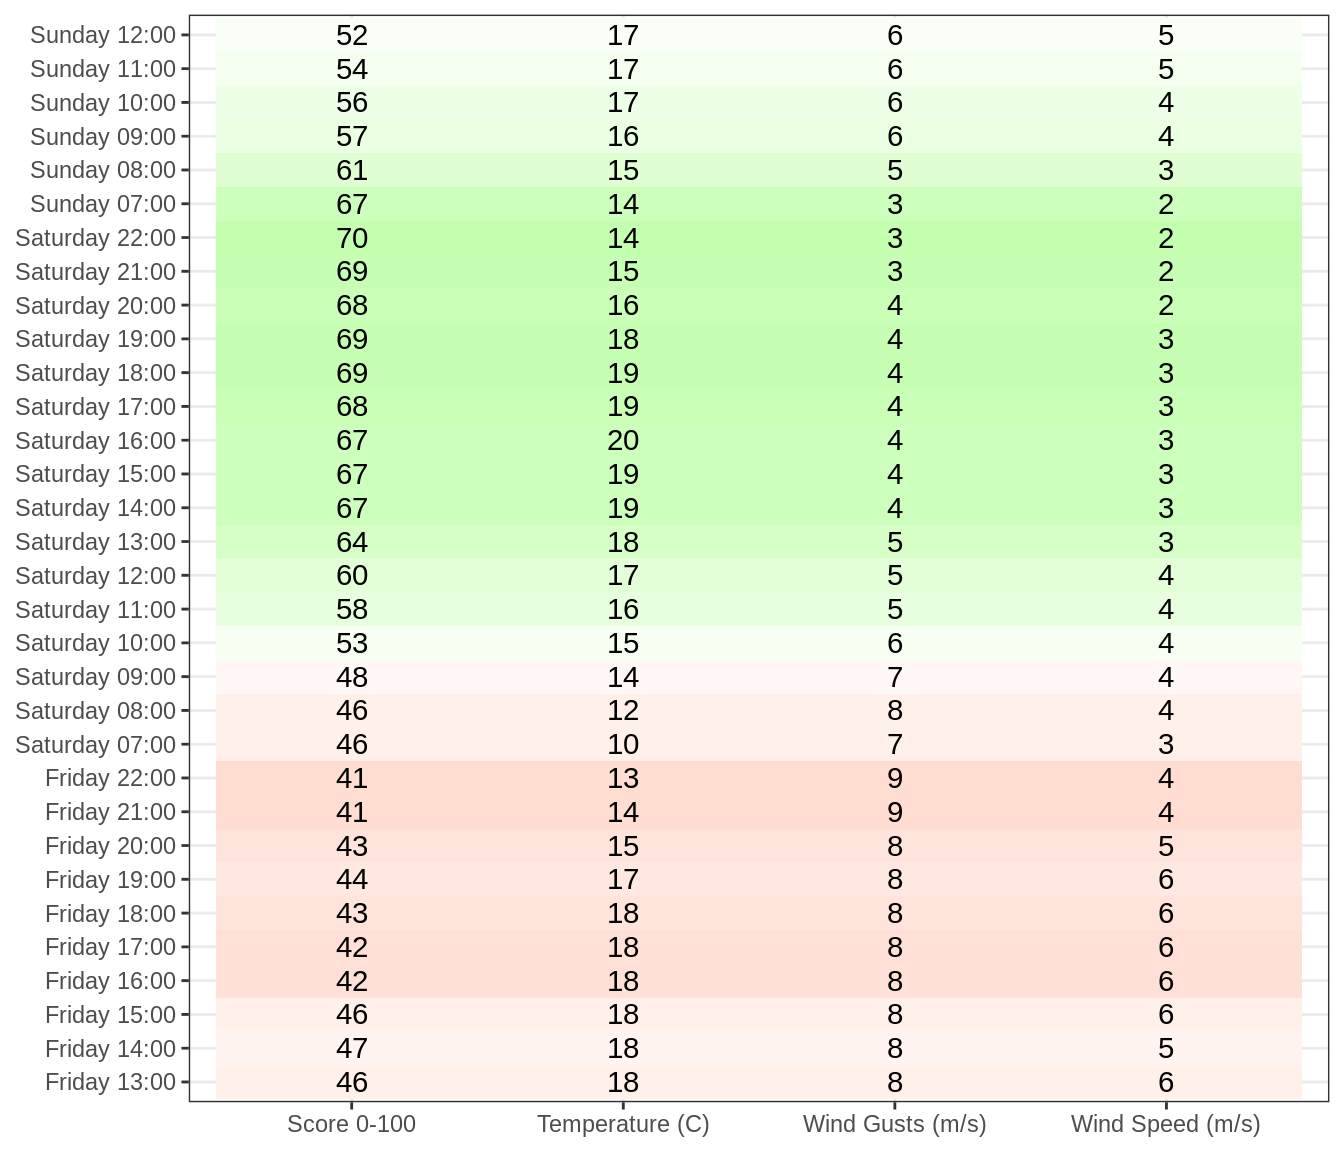 Sunday 12:00 52 17 6 5
Sunday 11:00 54 17 6 5
Sunday 10:00 56 17 6 4
Sunday 09:00 57 16 6 4
Sunday 08:00 61 15 5 3
Sunday 07:00 67 14 3 2
Saturday 22:00 70 14 3 2
Saturday 21:00 69 15 3 2
Saturday 20:00 68 16 4 2
Saturday 19:00 69 18 4 3
Saturday 18:00 69 19 4 3
Saturday 17:00 68 19 4 3
Saturday 16:00 67 20 4 3
Saturday 15:00 67 19 4 3
Saturday 14:00 67 19 4 3
Saturday 13:00 64 18 5 3
Saturday 12:00 60 17 5 4
Saturday 11:00 58 16 5 4
Saturday 10:00 53 15 6 4
Saturday 09:00 48 14 7 4
Saturday 08:00 46 12 8 4
Saturday 07:00 46 10 7 3
Friday 22:00 41 13 9 4
Friday 21:00 41 14 9 4
Friday 20:00 43 15 8 5
Friday 19:00 44 17 8 6
Friday 18:00 43 18 8 6
Friday 17:00 42 18 8 6
Friday 16:00 42 18 8 6
Friday 15:00 46 18 8 6
Friday 14:00 47 18 8 5
Friday 13:00 46 18 8 6
Score 0-100 Temperature (C) Wind Gusts (m/s) Wind Speed (m/s)